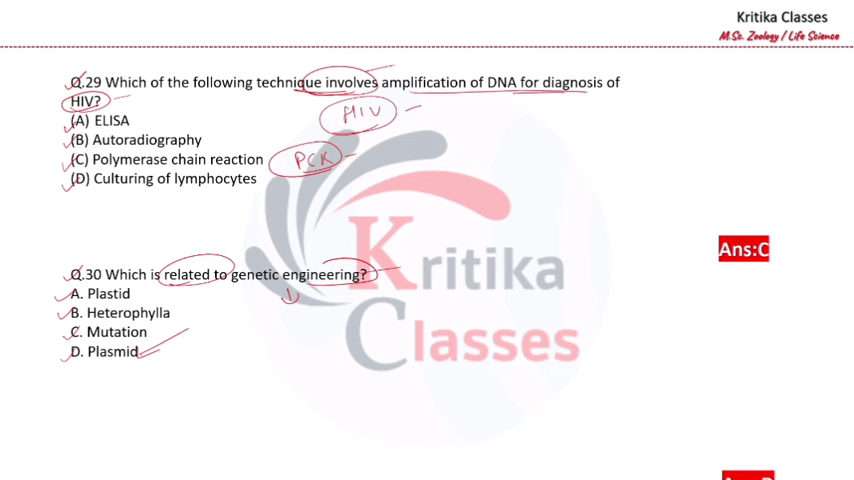 Kritika Classes
M.Sc. Zoology / Life Science
Q.29 Which of the following technique involves amplification of DNA for diagnosis of
HIV?
HIV
(A) ELISA
(B) Autoradiography
(C) Polymerase chain reaction
PCR
(D) Culturing of lymphocytes
Ans:C
Q.30 Which is related to genetic engineering?
A. Plastid
B. Heterophylla
C. Mutation
D. Plasmid
Kritika
Classes